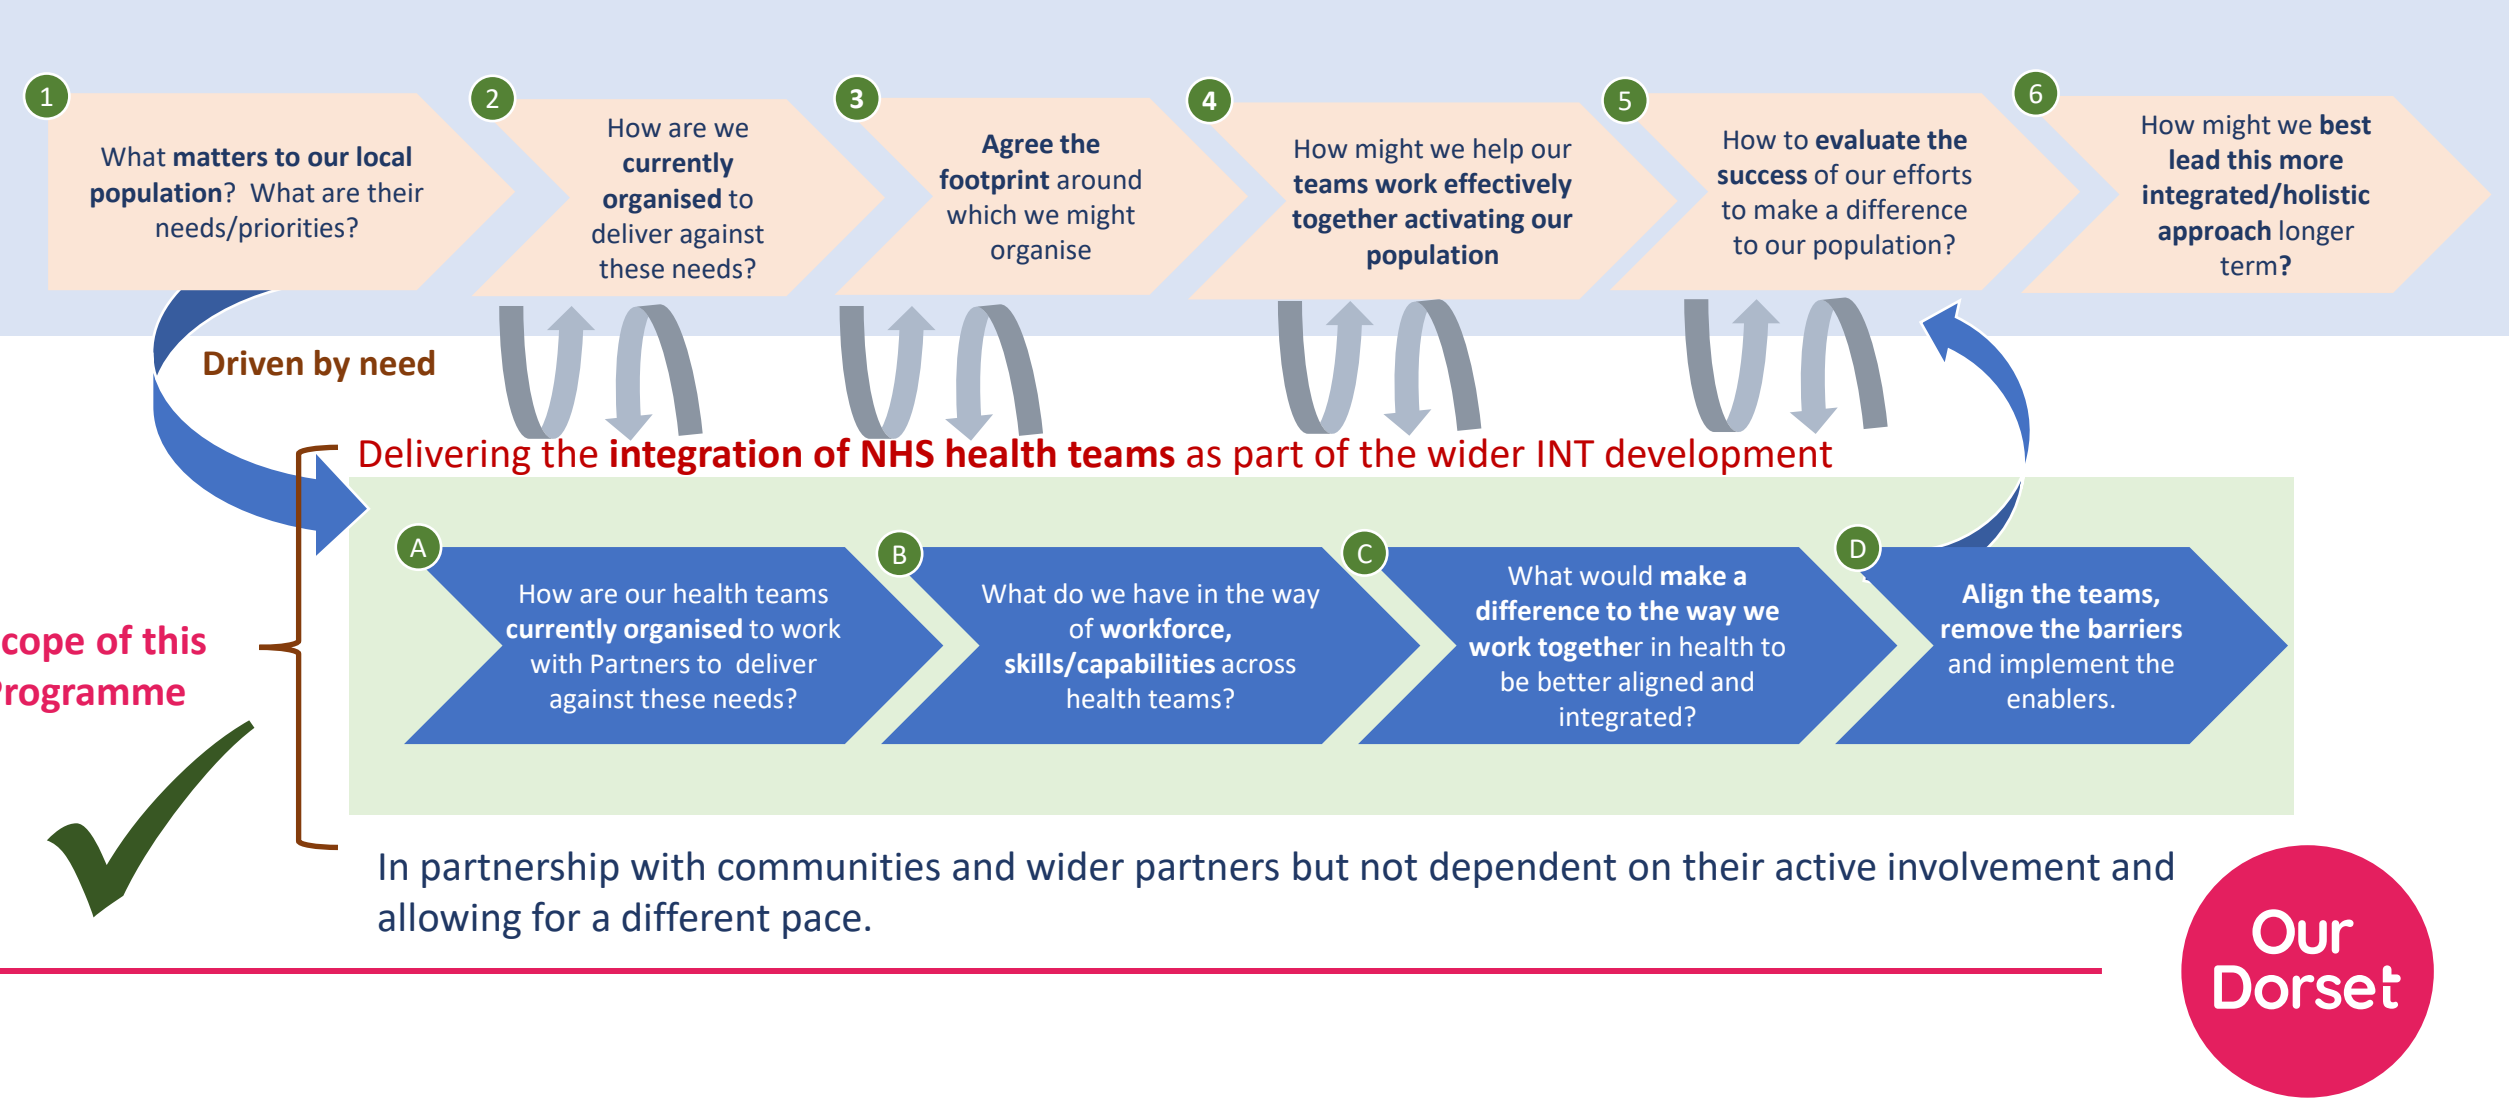 1
What matters to our local
population? What are their
needs/priorities?
2
How are we
currently
organised to
deliver against
these needs?
3
Agree the
footprint around
which we might
organise
4
How might we help our
teams work effectively
together activating our
population
5
How to evaluate the
success of our efforts
to make a difference
to our population?
6
How might we best
lead this more
integrated/holistic
approach longer
term?
Driven by need
Delivering the integration of NHS health teams as part of the wider INT development
cope of this
Programme
A
How are our health teams
currently organised to work
with Partners to deliver
against these needs?
B
What do we have in the way
of workforce,
skills/capabilities across
health teams?
C
What would make a
difference to the way we
work together in health to
be better aligned and
integrated?
D
Align the teams,
remove the barriers
and implement the
enablers.
In partnership with communities and wider partners but not dependent on their active involvement and
allowing for a different pace.
Our
Dorset